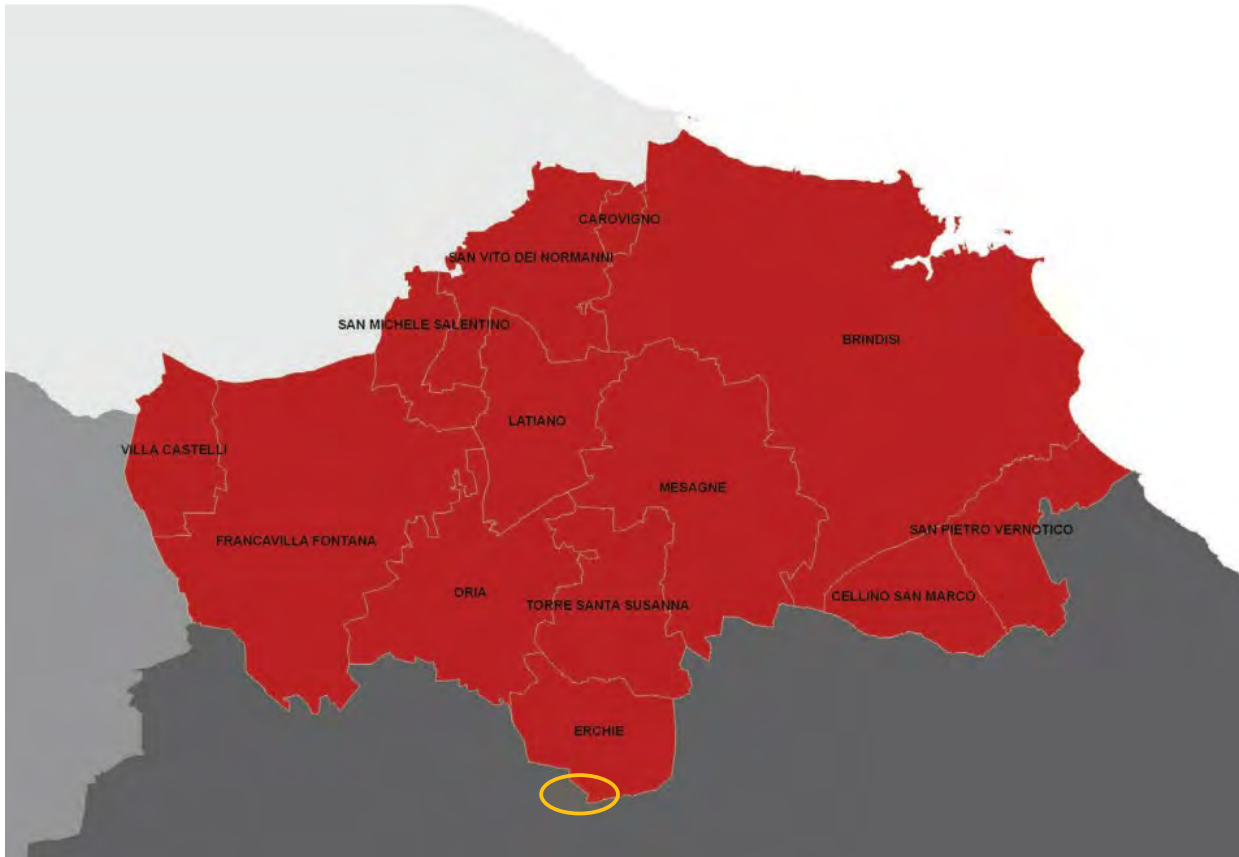 CAROVIGNO
SAN VITO DEI NORMANNI
SAN MICHELE SALENTINO
BRINDISI
LATIANO
VILLA CASTELLI
MESAGNE
SAN PIETRO VERNOTICO
FRANCAVILLA FONTANA
ORIA
TORRE SANTA SUSANNA
CELLINO SAN MARCO
ERCHIE